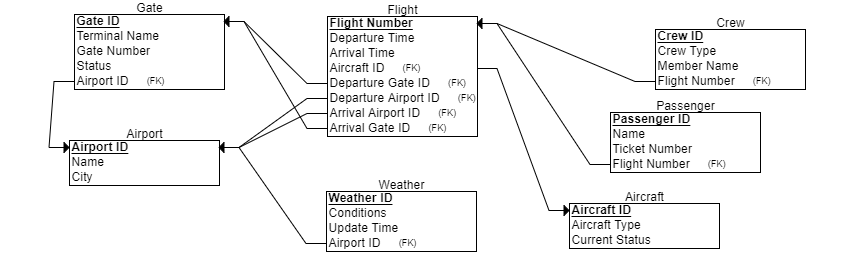 Gate
Gate ID
Terminal Name
Gate Number
Status
Airport ID (FK)
Flight
Flight Number
Departure Time
Arrival Time
Aircraft ID (FK)
Departure Gate ID (FK)
Departure Airport ID (FK)
Arrival Airport ID (FK)
Arrival Gate ID (FK)
Crew
Crew ID
Crew Type
Member Name
Flight Number (FK)
Passenger
Passenger ID
Name
Ticket Number
Flight Number (FK)
Airport
Airport ID
Name
City
Weather
Weather ID
Conditions
Update Time
Airport ID (FK)
Aircraft
Aircraft ID
Aircraft Type
Current Status